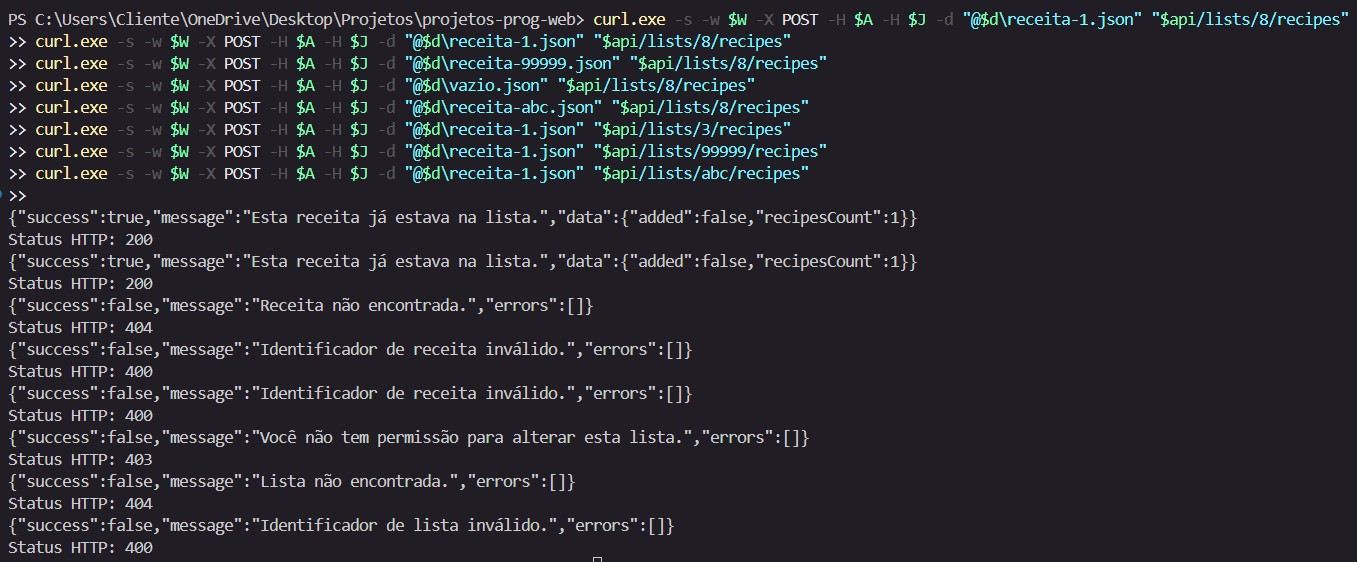 PS C:\Users\Cliente\OneDrive\Desktop\Projetos\projetos-prog-web> curl.exe -s -w $W -X POST -H $A -H $J -d "@$d\receita-1.json" "$api/lists/8/recipes"
>> curl.exe -s -w $W -X POST -H $A -H $J -d "@$d\receita-1.json" "$api/lists/8/recipes"
>> curl.exe -s -w $W -X POST -H $A -H $J -d "@$d\receita-99999.json" "$api/lists/8/recipes"
>> curl.exe -s -w $W -X POST -H $A -H $J -d "@$d\vazio.json" "$api/lists/8/recipes"
>> curl.exe -s -w $W -X POST -H $A -H $J -d "@$d\receita-abc.json" "$api/lists/8/recipes"
>> curl.exe -s -w $W -X POST -H $A -H $J -d "@$d\receita-1.json" "$api/lists/3/recipes"
>> curl.exe -s -w $W -X POST -H $A -H $J -d "@$d\receita-1.json" "$api/lists/99999/recipes"
>> curl.exe -s -w $W -X POST -H $A -H $J -d "@$d\receita-1.json" "$api/lists/abc/recipes"
>>
{"success":true,"message":"Esta receita já estava na lista.","data":{"added":false,"recipesCount":1}}
Status HTTP: 200
{"success":true,"message":"Esta receita já estava na lista.","data":{"added":false,"recipesCount":1}}
Status HTTP: 200
{"success":false,"message":"Receita não encontrada.","errors":[]}
Status HTTP: 404
{"success":false,"message":"Identificador de receita inválido.","errors":[]}
Status HTTP: 400
{"success":false,"message":"Identificador de receita inválido.","errors":[]}
Status HTTP: 400
{"success":false,"message":"Você não tem permissão para alterar esta lista.","errors":[]}
Status HTTP: 403
{"success":false,"message":"Lista não encontrada.","errors":[]}
Status HTTP: 404
{"success":false,"message":"Identificador de lista inválido.","errors":[]}
Status HTTP: 400